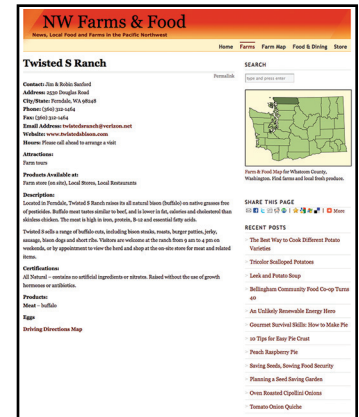 NW Farms & Food
News, Local Food and Farms in the Pacific Northwest
Home Farms Farm Map Food & Dining Store
Twisted S Ranch
Permalink
Contact: Jim & Robin Sanford
Address: 2530 Douglas Road
City/State: Ferndale, WA 98248
Phone: (360) 312-1464
Fax: (360) 312-1464
Email Address: twistedsranch@verizon.net
Website: www.twistedsbison.com
Hours: Please call ahead to arrange a visit
Attractions:
Farm tours
Products Available at:
Farm store (on site), Local Stores, Local Restaurants
Description:
Located in Ferndale, Twisted S Ranch raises its all natural bison (buffalo) on native grasses free
of pesticides. Buffalo meat tastes similar to beef, and is lower in fat, calories and cholesterol than
skinless chicken. The meat is high in iron, protein, B-12 and essential fatty acids.
Twisted S sells a range of buffalo cuts, including bison steaks, roasts, burger patties, jerky,
sausage, bison dogs and short ribs. Visitors are welcome at the ranch from 9 am to 4 pm on
weekends, or by appointment to view the herd and shop at the on-site store for meat and related
items.
Certifications:
All Natural – contains no artificial ingredients or nitrates. Raised without the use of growth
hormones or antibiotics.
Products:
Meat – buffalo
Eggs
Driving Directions Map
SEARCH
type and press enter
Farm & Food Map for Whatcom County,
Washington. Find farms and local fresh produce.
SHARE THIS PAGE
More
RECENT POSTS
The Best Way to Cook Different Potato
Varieties
Tricolor Scalloped Potatoes
Leek and Potato Soup
Bellingham Community Food Co-op Turns
40
An Unlikely Renewable Energy Hero
Gourmet Survival Skills: How to Make Pie
10 Tips for Easy Pie Crust
Peach Raspberry Pie
Saving Seeds, Sowing Food Security
Planning a Seed Saving Garden
Oven Roasted Cipollini Onions
Tomato Onion Quiche